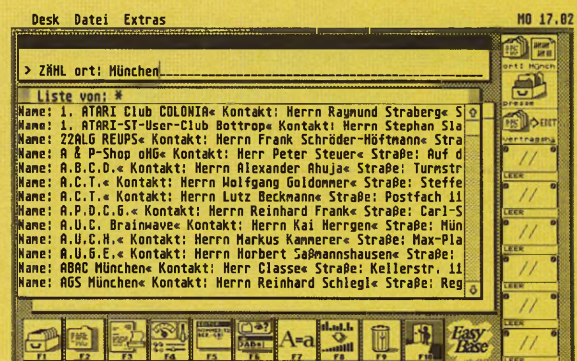 Desk Datei Extras MO 17.02
> ZÄHL ort: München
ort: Münch
Liste von: *
presse
Name: 1. ATARI Club COLONIA« Kontakt: Herrn Raymund Straberg« S
Name: 1. ATARI-ST-User-Club Bottrop« Kontakt: Herrn Stephan Sla
Name: 22ALG REUPS« Kontakt: Herrn Frank Schröder-Höftmann« Stra
Name: A & P-Shop oHG« Kontakt: Herr Peter Steuer« Straße: Auf d
Name: A.B.C.D.« Kontakt: Herrn Alexander Ahuja« Straße: Turmstr
Name: A.C.T.« Kontakt: Herrn Wolfgang Goldommer« Straße: Steffe
Name: A.C.T.« Kontakt: Herrn Lutz Beckmann« Straße: Postfach 11
Name: A.P.D.C.G.« Kontakt: Herrn Reinhard Frank« Straße: Carl-S
Name: A.U.C. Brainwave« Kontakt: Herrn Kai Herrgen« Straße: Mün
Name: A.U.C.H.« Kontakt: Herrn Markus Kammerer« Straße: Max-Pla
Name: A.U.G.E.« Kontakt: Herrn Norbert Saßmannshausen« Straße:
Name: ABAC München« Kontakt: Herr Classe« Straße: Kellerstr. 11
Name: AGS München« Kontakt: Herrn Reinhard Schlegl« Straße: Reg
EXIT
LEER
LEER
LEER
LEER
LEER
A=a
Easy Base
F1 F2 F3 F4 F5 F6 F7 F8 F9 F10